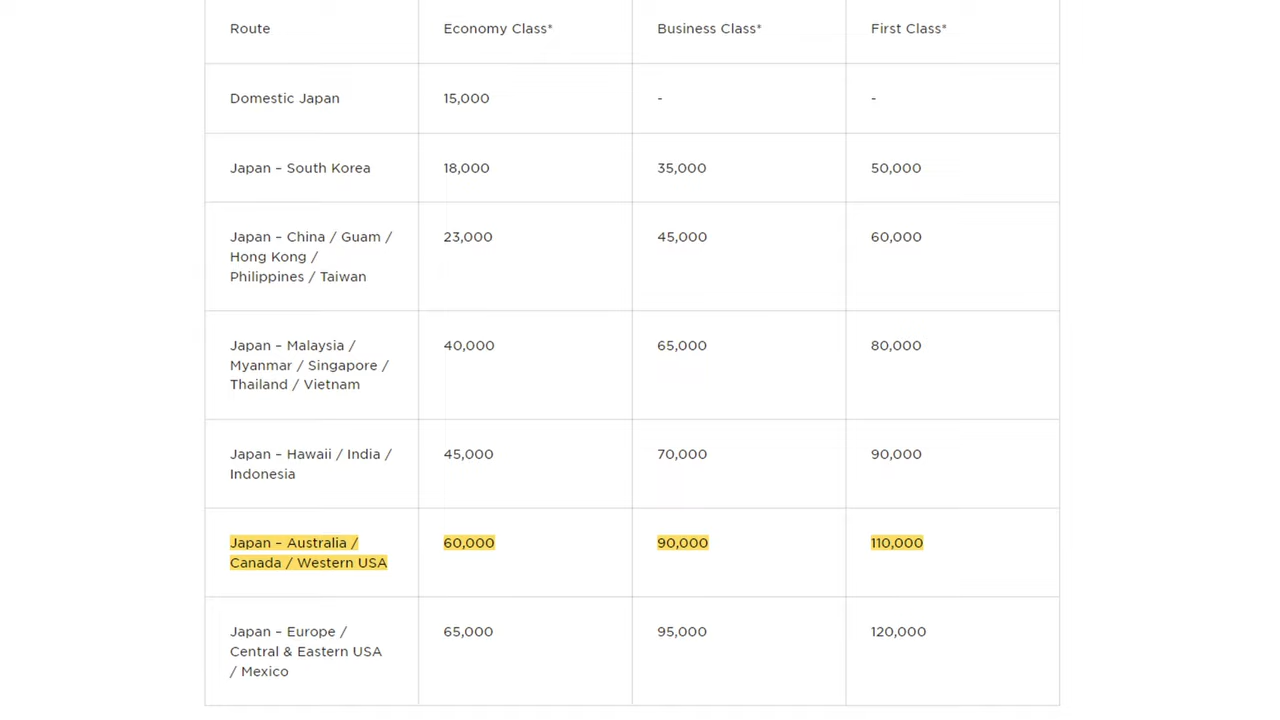 Route Economy Class* Business Class* First Class*
Domestic Japan 15,000 - -
Japan – South Korea 18,000 35,000 50,000
Japan – China / Guam / 23,000 45,000 60,000
Hong Kong /
Philippines / Taiwan
Japan – Malaysia / 40,000 65,000 80,000
Myanmar / Singapore /
Thailand / Vietnam
Japan – Hawaii / India / 45,000 70,000 90,000
Indonesia
Japan – Australia / 60,000 90,000 110,000
Canada / Western USA
Japan – Europe / 65,000 95,000 120,000
Central & Eastern USA
/ Mexico